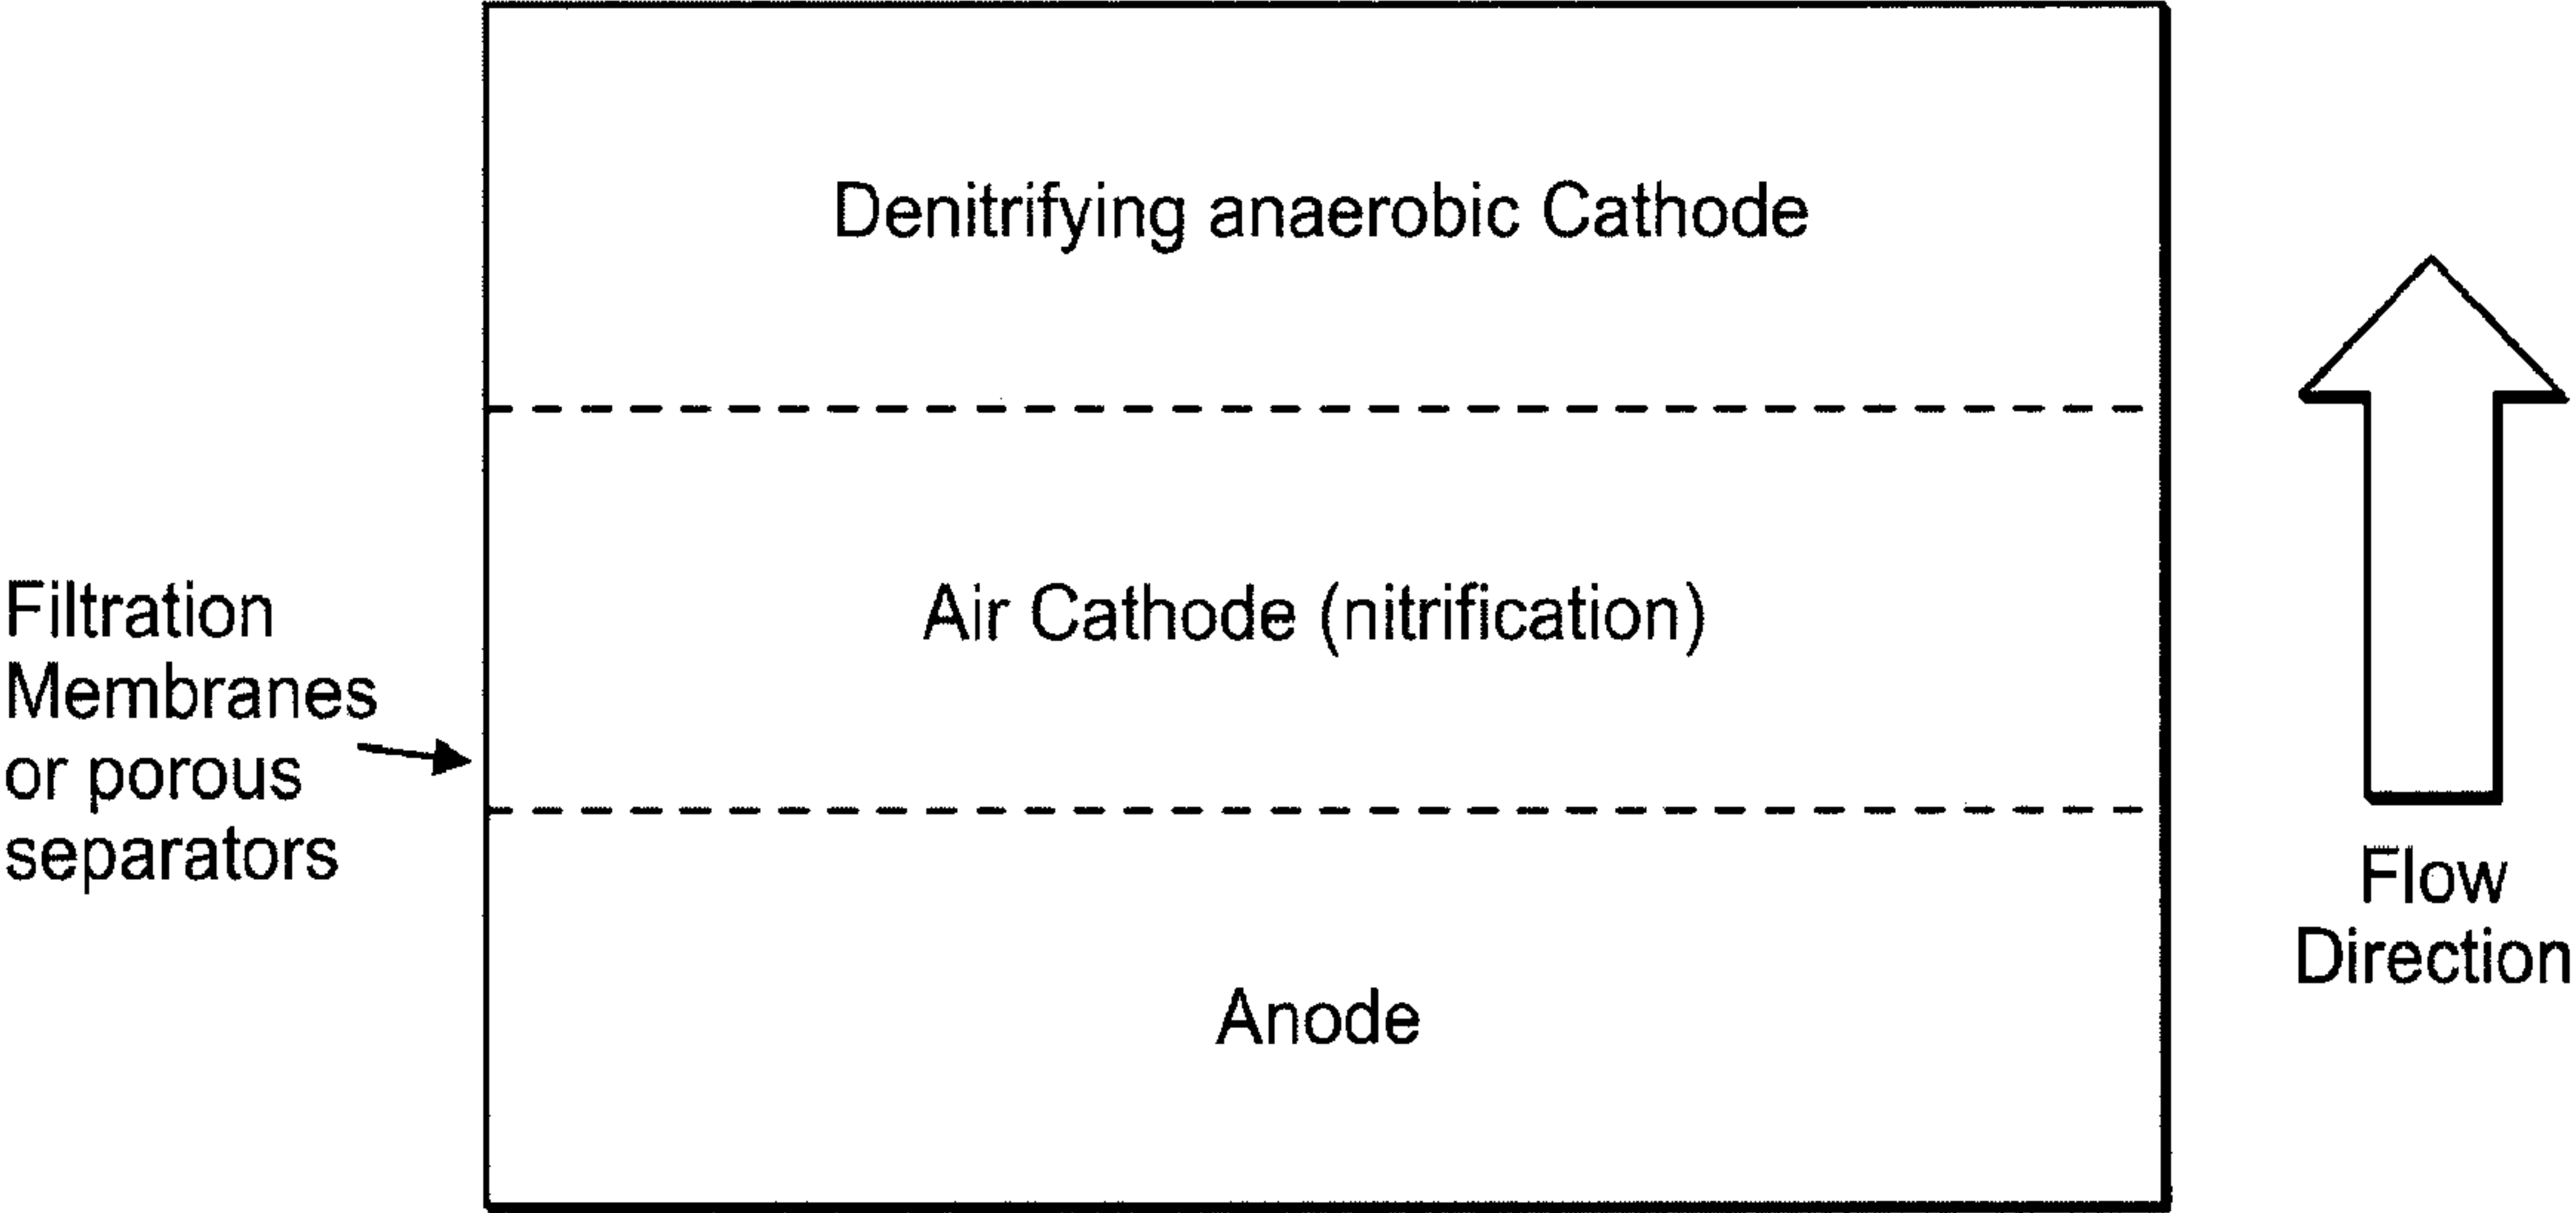 Denitrifying anaerobic Cathode
Air Cathode (nitrification)
Filtration
Membranes
or porous
separators
Anode
Flow
Direction